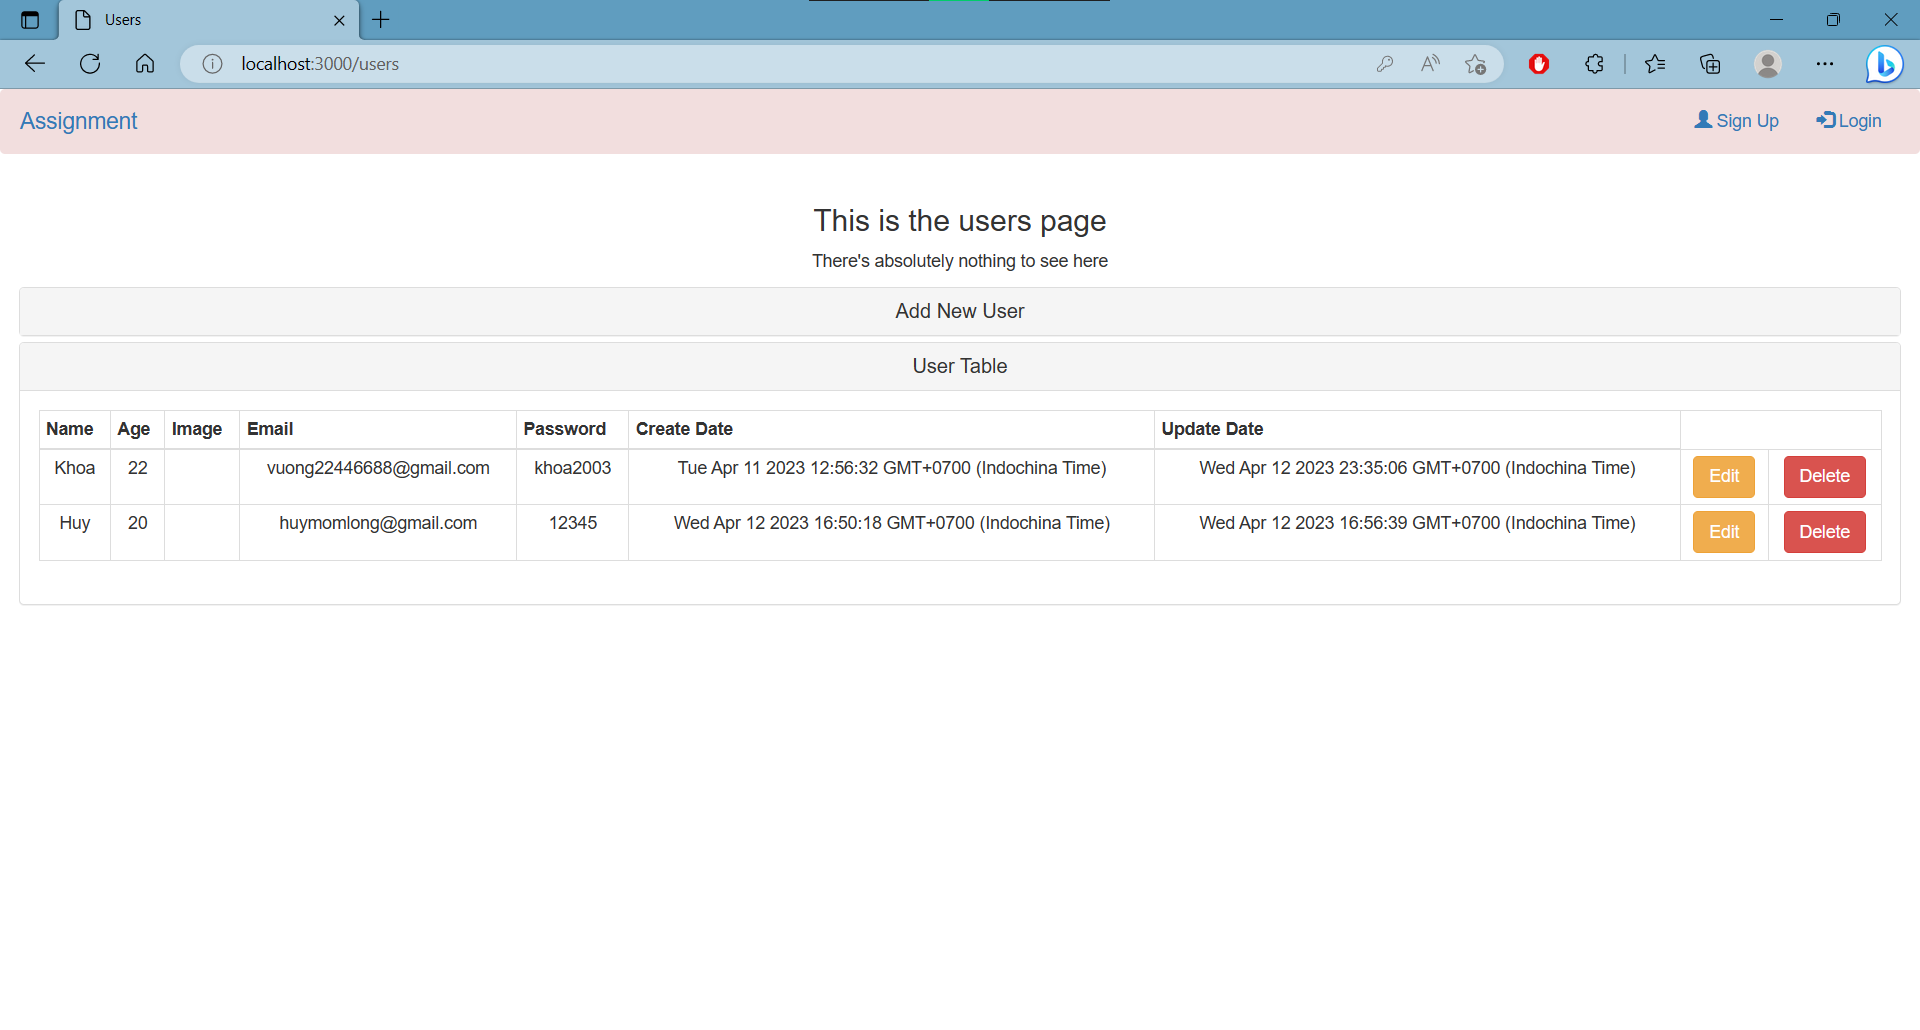 Users
localhost:3000/users
Assignment
Sign Up
Login
This is the users page
There's absolutely nothing to see here
Add New User
User Table
Name Age Image Email Password Create Date Update Date
Khoa 22 vuong22446688@gmail.com khoa2003 Tue Apr 11 2023 12:56:32 GMT+0700 (Indochina Time) Wed Apr 12 2023 23:35:06 GMT+0700 (Indochina Time) Edit Delete
Huy 20 huymomlong@gmail.com 12345 Wed Apr 12 2023 16:50:18 GMT+0700 (Indochina Time) Wed Apr 12 2023 16:56:39 GMT+0700 (Indochina Time) Edit Delete